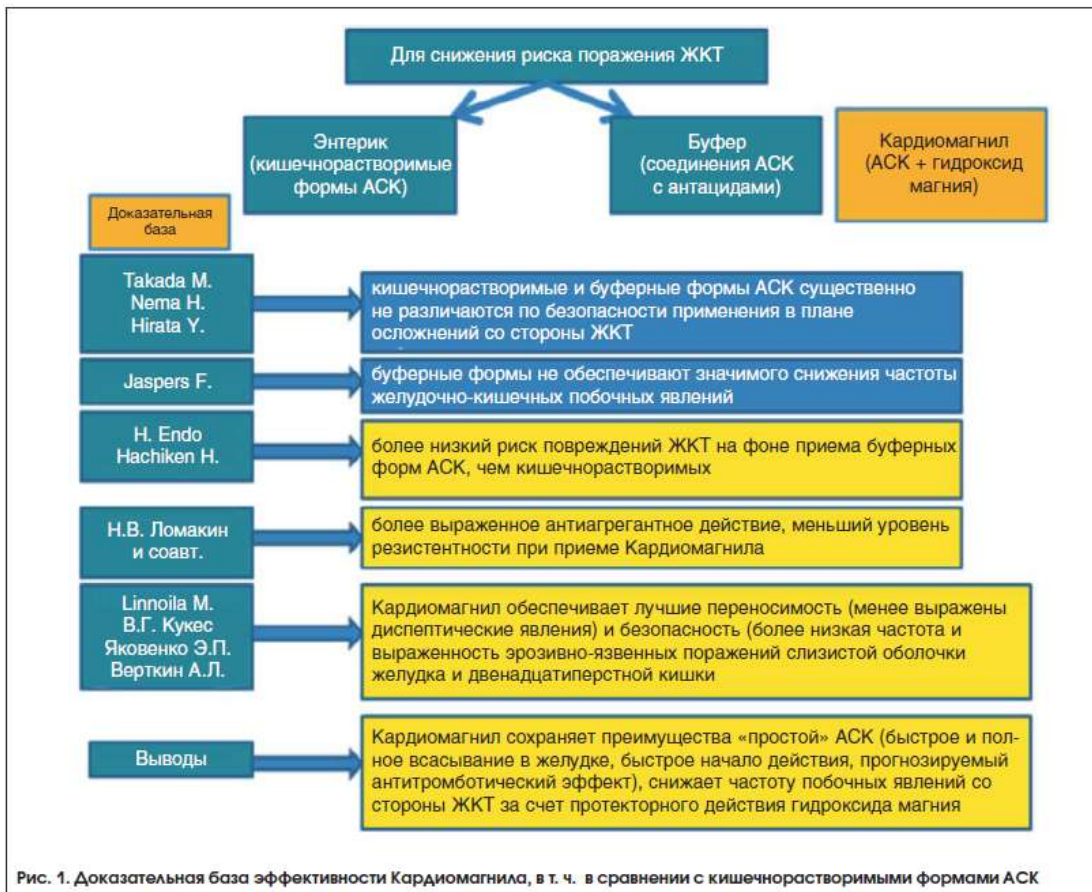 Для снижения риска поражения ЖКТ
Энтерик
(кишечнорастворимые
формы АСК)
Буфер
(соединения АСК
с антацидами)
Кардиомагнил
(АСК + гидроксид
магния)
Доказательная
база
Takada M.
Nema H.
Hirata Y.
кишечнорастворимые и буферные формы АСК существенно
не различаются по безопасности применения в плане
осложнений со стороны ЖКТ
Jaspers F.
буферные формы не обеспечивают значимого снижения частоты
желудочно-кишечных побочных явлений
H. Endo
Hachiken H.
более низкий риск повреждений ЖКТ на фоне приема буферных
форм АСК, чем кишечнорастворимых
Н.В. Ломакин
и соавт.
более выраженное антиагрегантное действие, меньший уровень
резистентности при приеме Кардиомагнила
Linnoila M.
В.Г. Кукес
Яковенко Э.П.
Верткин А.Л.
Кардиомагнил обеспечивает лучшие переносимость (менее выражены
диспептические явления) и безопасность (более низкая частота и
выраженность эрозивно-язвенных поражений слизистой оболочки
желудка и двенадцатиперстной кишки
Выводы
Кардиомагнил сохраняет преимущества «простой» АСК (быстрое и пол-
ное всасывание в желудке, быстрое начало действия, прогнозируемый
антитромботический эффект), снижает частоту побочных явлений со
стороны ЖКТ за счет протекторного действия гидроксида магния
Рис. 1. Доказательная база эффективности Кардиомагнила, в т. ч. в сравнении с кишечнорастворимыми формами АСК